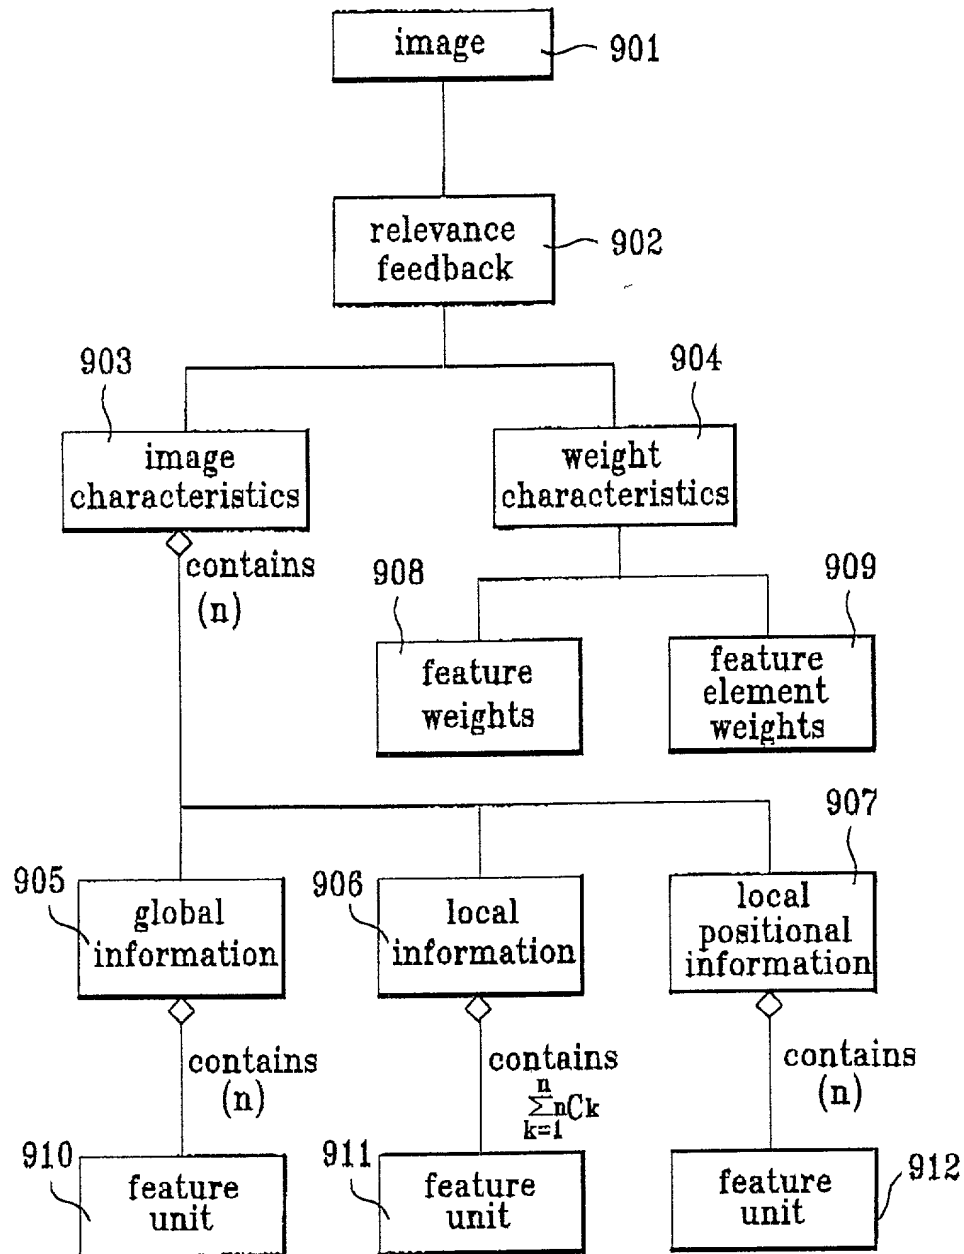 image
901
relevance
feedback
902
903
904
image
characteristics
weight
characteristics
contains
(n)
908
909
feature
weights
feature
element
weights
907
905
906
global
information
local
information
local
positional
information
contains
(n)
contains
n
∑nCk
k=1
contains
(n)
910
911
912
feature
unit
feature
unit
feature
unit